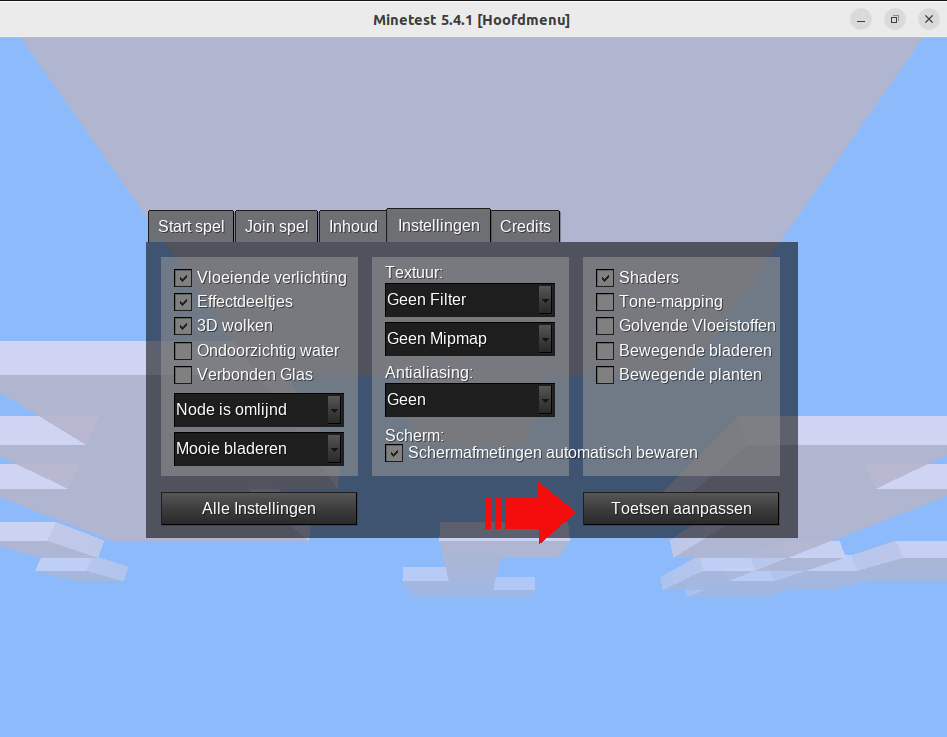 Minetest 5.4.1 [Hoofdmenu]
Start spel
Join spel
Inhoud
Instellingen
Credits
Vloeiende verlichting
Effectdeeltjes
3D wolken
Ondoorzichtig water
Verbonden Glas
Node is omlijnd
Mooie bladeren
Textuur:
Geen Filter
Geen Mipmap
Antialiasing:
Geen
Scherm:
Schermafmetingen automatisch bewaren
Shaders
Tone-mapping
Golvende Vloeistoffen
Bewegende bladeren
Bewegende planten
Alle Instellingen
Toetsen aanpassen